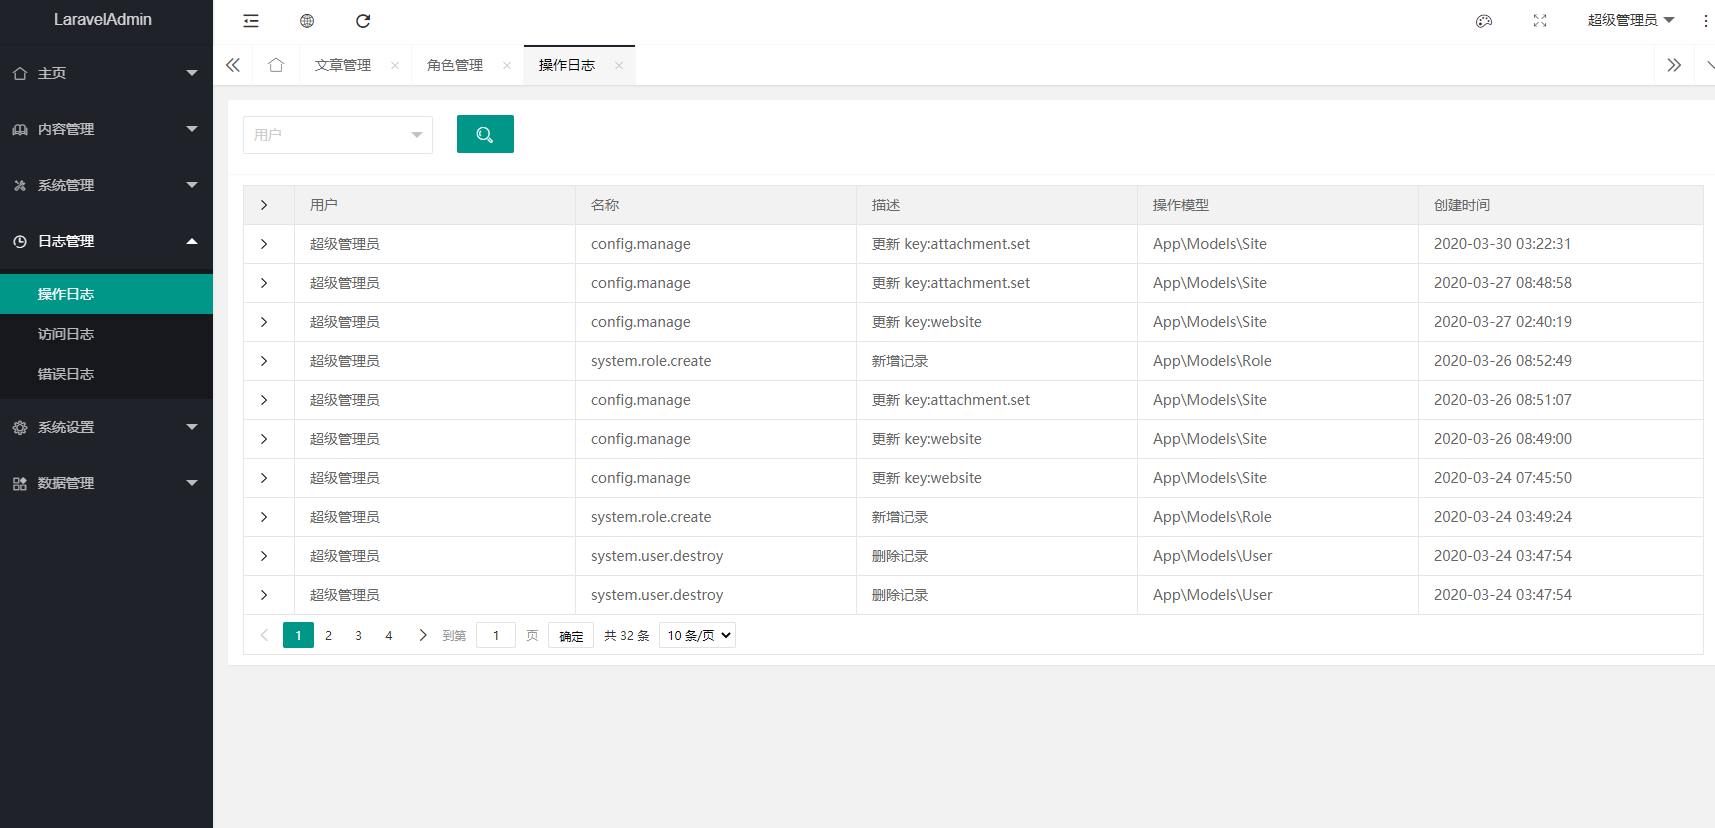 LaravelAdmin
主页
内容管理
系统管理
日志管理
操作日志
访问日志
错误日志
系统设置
数据管理
超级管理员
文章管理 角色管理 操作日志
用户
用户 名称 描述 操作模型 创建时间
超级管理员 config.manage 更新 key:attachment.set App\Models\Site 2020-03-30 03:22:31
超级管理员 config.manage 更新 key:attachment.set App\Models\Site 2020-03-27 08:48:58
超级管理员 config.manage 更新 key:website App\Models\Site 2020-03-27 02:40:19
超级管理员 system.role.create 新增记录 App\Models\Role 2020-03-26 08:52:49
超级管理员 config.manage 更新 key:attachment.set App\Models\Site 2020-03-26 08:51:07
超级管理员 config.manage 更新 key:website App\Models\Site 2020-03-26 08:49:00
超级管理员 config.manage 更新 key:website App\Models\Site 2020-03-24 07:45:50
超级管理员 system.role.create 新增记录 App\Models\Role 2020-03-24 03:49:24
超级管理员 system.user.destroy 删除记录 App\Models\User 2020-03-24 03:47:54
超级管理员 system.user.destroy 删除记录 App\Models\User 2020-03-24 03:47:54
1 2 3 4 到第 1 页 确定 共 32 条 10 条/页